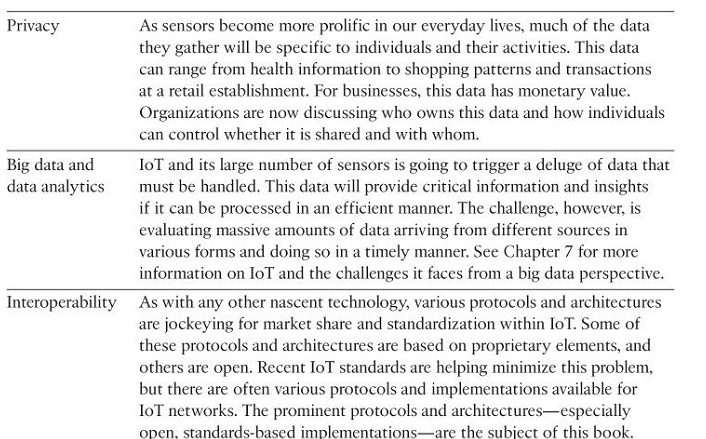 Privacy
As sensors become more prolific in our everyday lives, much of the data
they gather will be specific to individuals and their activities. This data
can range from health information to shopping patterns and transactions
at a retail establishment. For businesses, this data has monetary value.
Organizations are now discussing who owns this data and how individuals
can control whether it is shared and with whom.
Big data and
data analytics
IoT and its large number of sensors is going to trigger a deluge of data that
must be handled. This data will provide critical information and insights
if it can be processed in an efficient manner. The challenge, however, is
evaluating massive amounts of data arriving from different sources in
various forms and doing so in a timely manner. See Chapter 7 for more
information on IoT and the challenges it faces from a big data perspective.
Interoperability
As with any other nascent technology, various protocols and architectures
are jockeying for market share and standardization within IoT. Some of
these protocols and architectures are based on proprietary elements, and
others are open. Recent IoT standards are helping minimize this problem,
but there are often various protocols and implementations available for
IoT networks. The prominent protocols and architectures—especially
open, standards-based implementations—are the subject of this book.